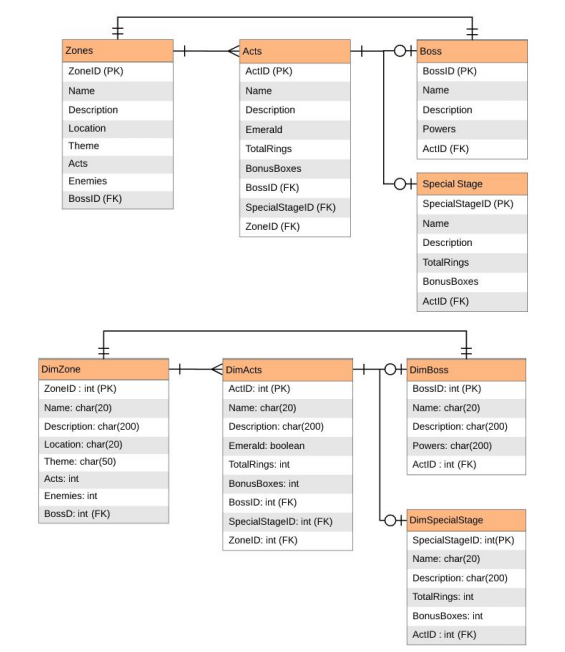 Zones
ZoneID (PK)
Name
Description
Location
Theme
Acts
Enemies
BossID (FK)
Acts
ActID (PK)
Name
Description
Emerald
TotalRings
BonusBoxes
BossID (FK)
SpecialStageID (FK)
ZoneID (FK)
Boss
BossID (PK)
Name
Description
Powers
ActID (FK)
Special Stage
SpecialStageID (PK)
Name
Description
TotalRings
BonusBoxes
ActID (FK)
DimZone
ZoneID : int (PK)
Name: char(20)
Description: char(200)
Location: char(20)
Theme: char(50)
Acts: int
Enemies: int
BossD: int (FK)
DimActs
ActID: int (PK)
Name: char(20)
Description: char(200)
Emerald: boolean
TotalRings: int
BonusBoxes: int
BossID: int (FK)
SpecialStageID: int (FK)
ZoneID: int (FK)
DimBoss
BossID: int (PK)
Name: char(20)
Description: char(200)
Powers: char(200)
ActID : int (FK)
DimSpecialStage
SpecialStageID: int(PK)
Name: char(20)
Description: char(200)
TotalRings: int
BonusBoxes: int
ActID : int (FK)